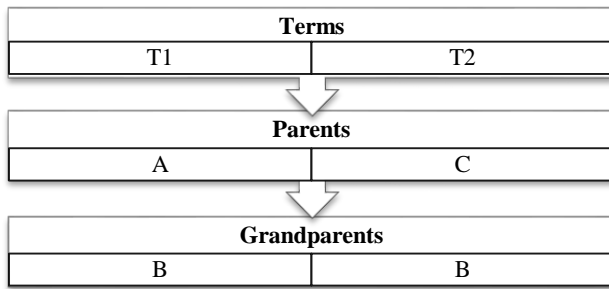 Terms
T1 T2
Parents
A C
Grandparents
B B